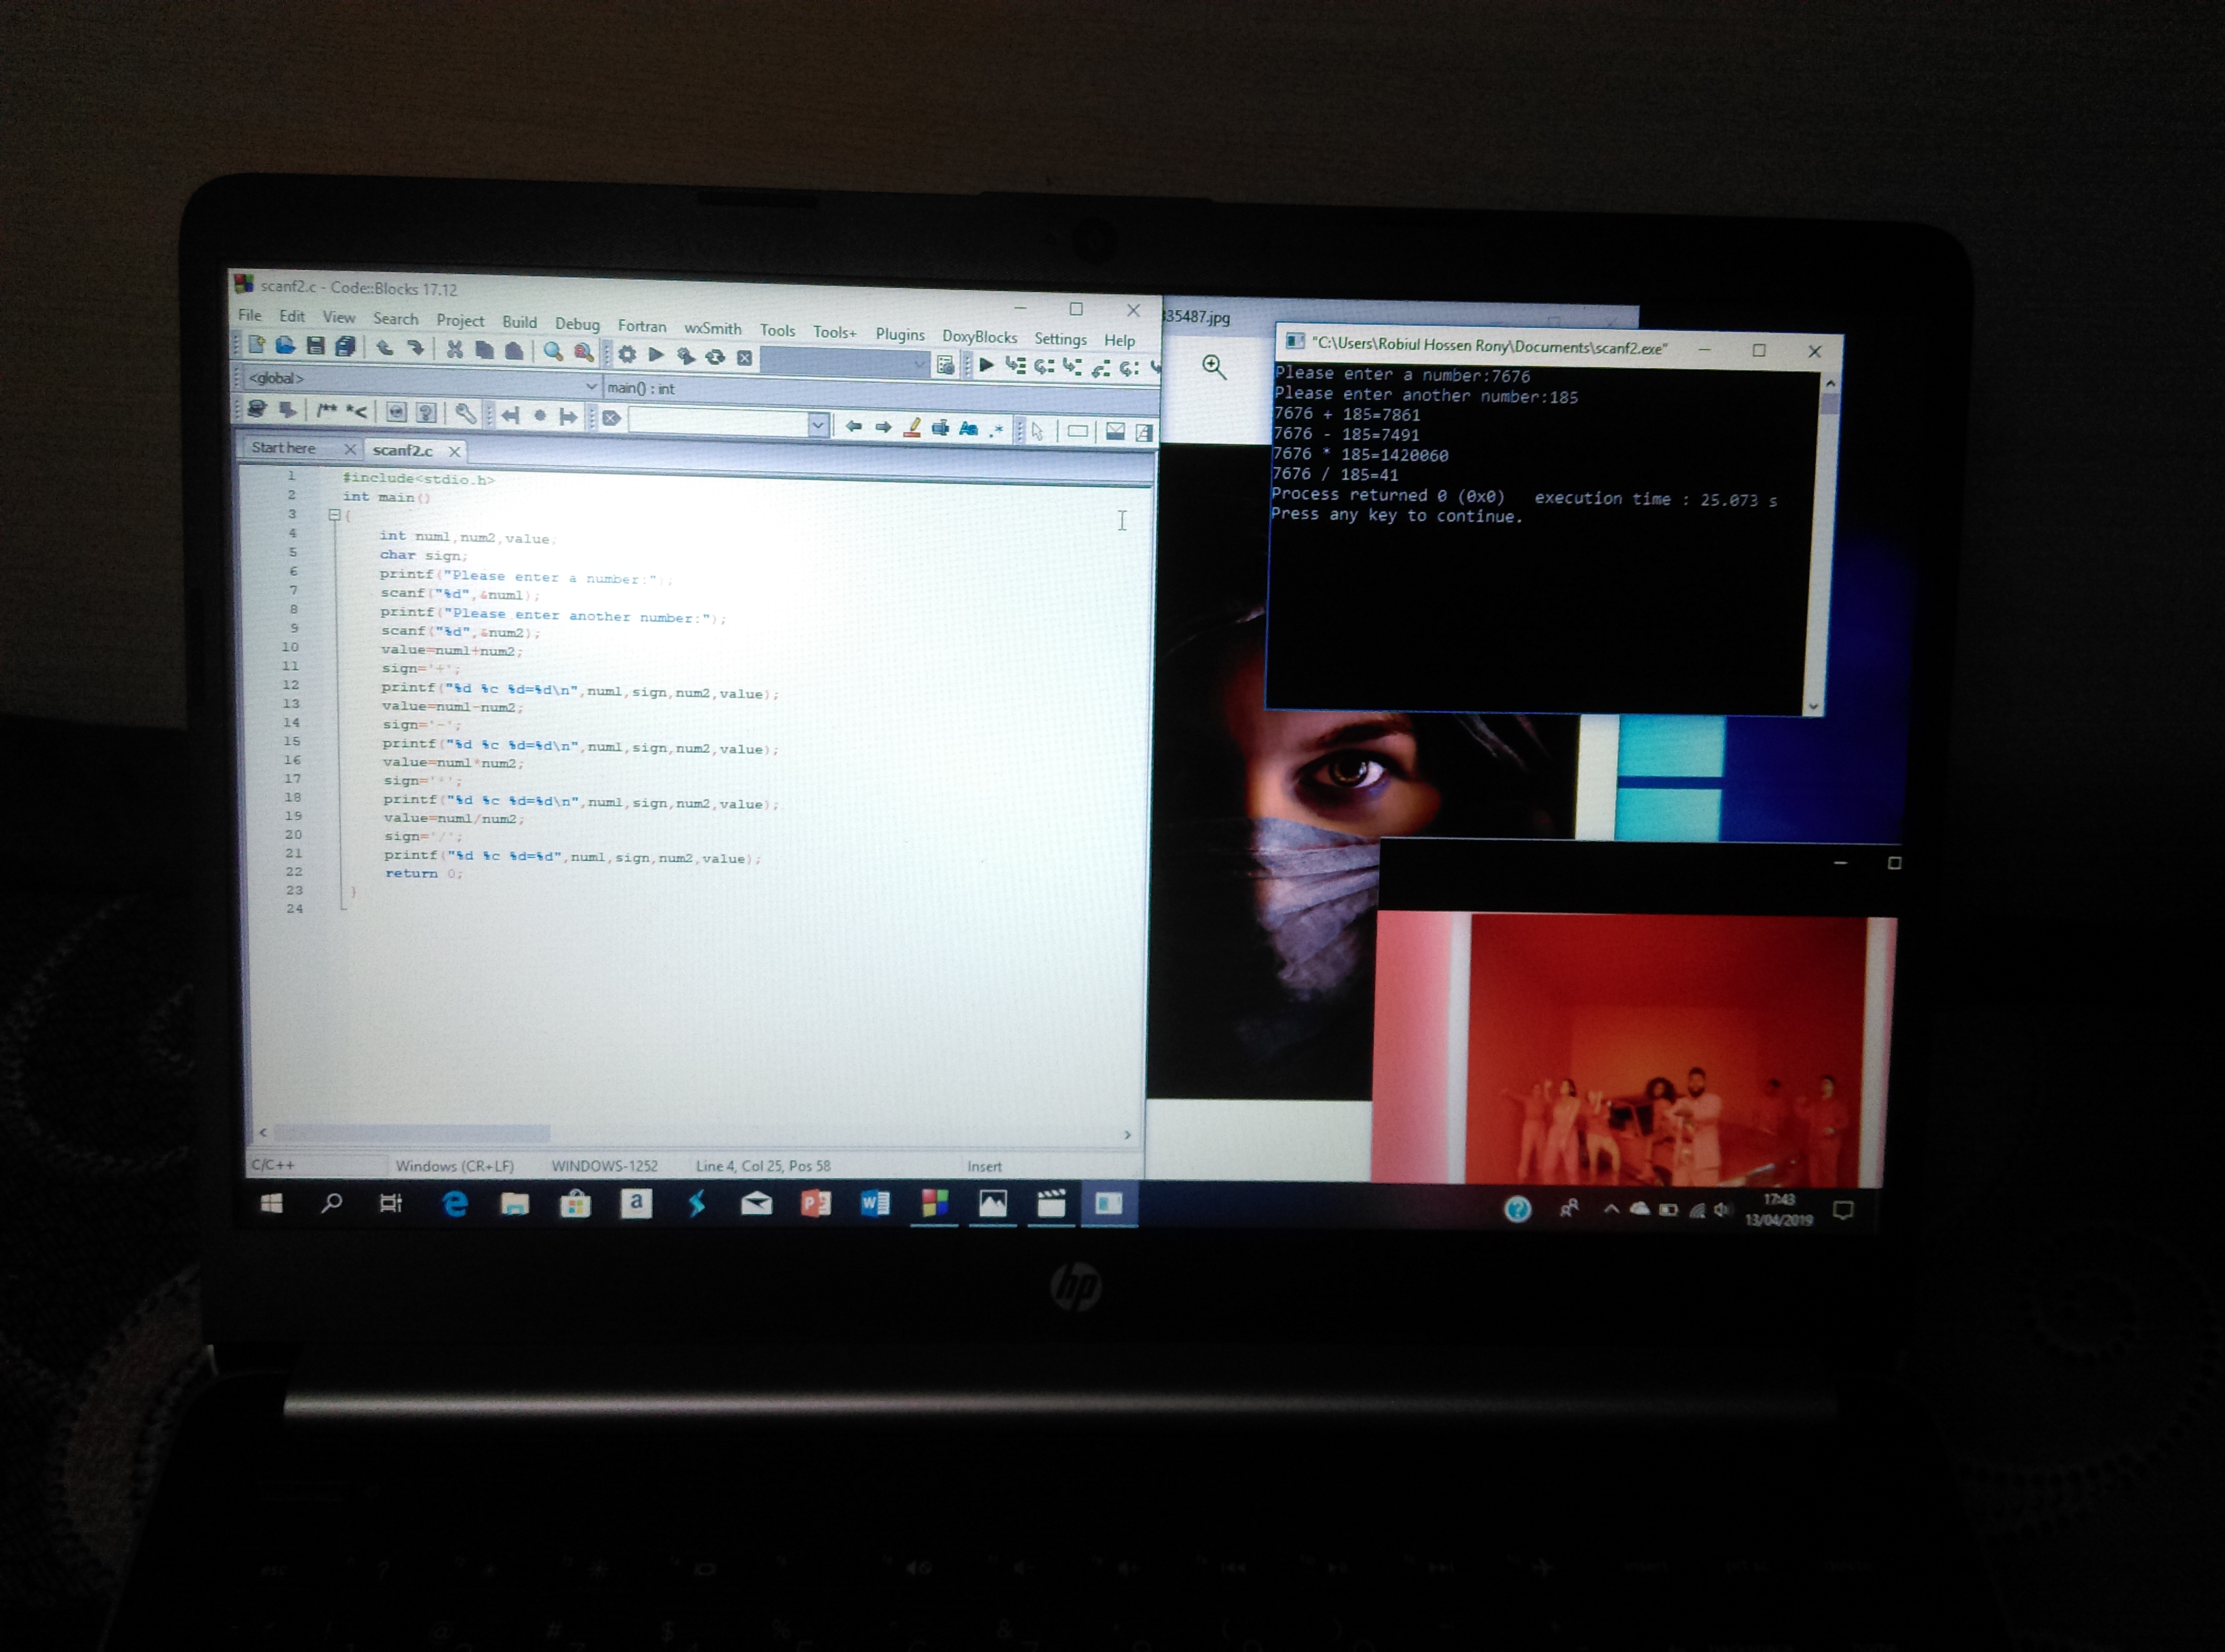 scanf2.c - Code::Blocks 17.12
File Edit View Search Project Build Debug Fortran wxSmith Tools Tools+ Plugins DoxyBlocks Settings Help
<global>
main() : int
Start here
scanf2.c
1 #include<stdio.h>
2 int main()
3 {
4 int num1,num2,value;
5 char sign;
6 printf("Please enter a number:");
7 scanf("%d",&num1);
8 printf("Please enter another number:");
9 scanf("%d",&num2);
10 value=num1+num2;
11 sign='+';
12 printf("%d %c %d=%d\n",num1,sign,num2,value);
13 value=num1-num2;
14 sign='-';
15 printf("%d %c %d=%d\n",num1,sign,num2,value);
16 value=num1*num2;
17 sign='*';
18 printf("%d %c %d=%d\n",num1,sign,num2,value);
19 value=num1/num2;
20 sign='/';
21 printf("%d %c %d=%d",num1,sign,num2,value);
22 return 0;
23 }
24
C/C++ Windows (CR+LF) WINDOWS-1252 Line 4, Col 25, Pos 58 Insert
35487.jpg
"C:\Users\Robiul Hossen Rony\Documents\scanf2.exe"
Please enter a number:7676
Please enter another number:185
7676 + 185=7861
7676 - 185=7491
7676 * 185=1420060
7676 / 185=41
Process returned 0 (0x0) execution time : 25.073 s
Press any key to continue.
17:43
13/04/2019
hp
esc